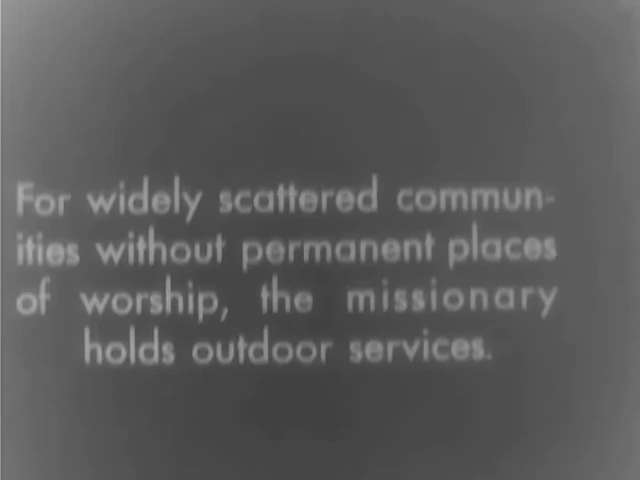 For widely scattered commun-
ities without permanent places
of worship, the missionary
holds outdoor services.